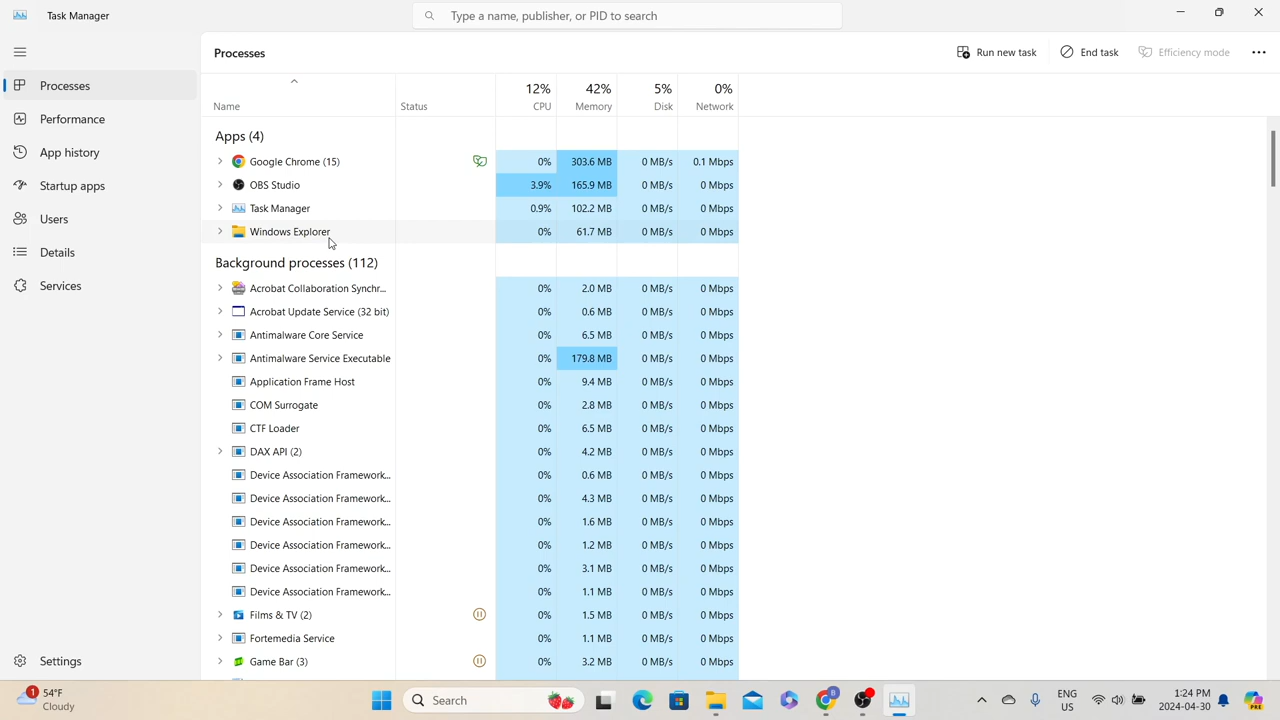 Task Manager
Type a name, publisher, or PID to search
Processes
Run new task
End task
Efficiency mode
Processes
Performance
App history
Startup apps
Users
Details
Services
Settings
Name Status 12% CPU 42% Memory 5% Disk 0% Network
Apps (4)
Google Chrome (15) 0% 303.6 MB 0 MB/s 0.1 Mbps
OBS Studio 3.9% 165.9 MB 0 MB/s 0 Mbps
Task Manager 0.9% 102.2 MB 0 MB/s 0 Mbps
Windows Explorer 0% 61.7 MB 0 MB/s 0 Mbps
Background processes (112)
Acrobat Collaboration Synchr... 0% 2.0 MB 0 MB/s 0 Mbps
Acrobat Update Service (32 bit) 0% 0.6 MB 0 MB/s 0 Mbps
Antimalware Core Service 0% 6.5 MB 0 MB/s 0 Mbps
Antimalware Service Executable 0% 179.8 MB 0 MB/s 0 Mbps
Application Frame Host 0% 9.4 MB 0 MB/s 0 Mbps
COM Surrogate 0% 2.8 MB 0 MB/s 0 Mbps
CTF Loader 0% 6.5 MB 0 MB/s 0 Mbps
DAX API (2) 0% 4.2 MB 0 MB/s 0 Mbps
Device Association Framework... 0% 0.6 MB 0 MB/s 0 Mbps
Device Association Framework... 0% 4.3 MB 0 MB/s 0 Mbps
Device Association Framework... 0% 1.6 MB 0 MB/s 0 Mbps
Device Association Framework... 0% 1.2 MB 0 MB/s 0 Mbps
Device Association Framework... 0% 3.1 MB 0 MB/s 0 Mbps
Device Association Framework... 0% 1.1 MB 0 MB/s 0 Mbps
Films & TV (2) 0% 1.5 MB 0 MB/s 0 Mbps
Fortemedia Service 0% 1.1 MB 0 MB/s 0 Mbps
Game Bar (3) 0% 3.2 MB 0 MB/s 0 Mbps
1
54°F
Cloudy
Search
B
ENG
US
1:24 PM
2024-04-30
PRE